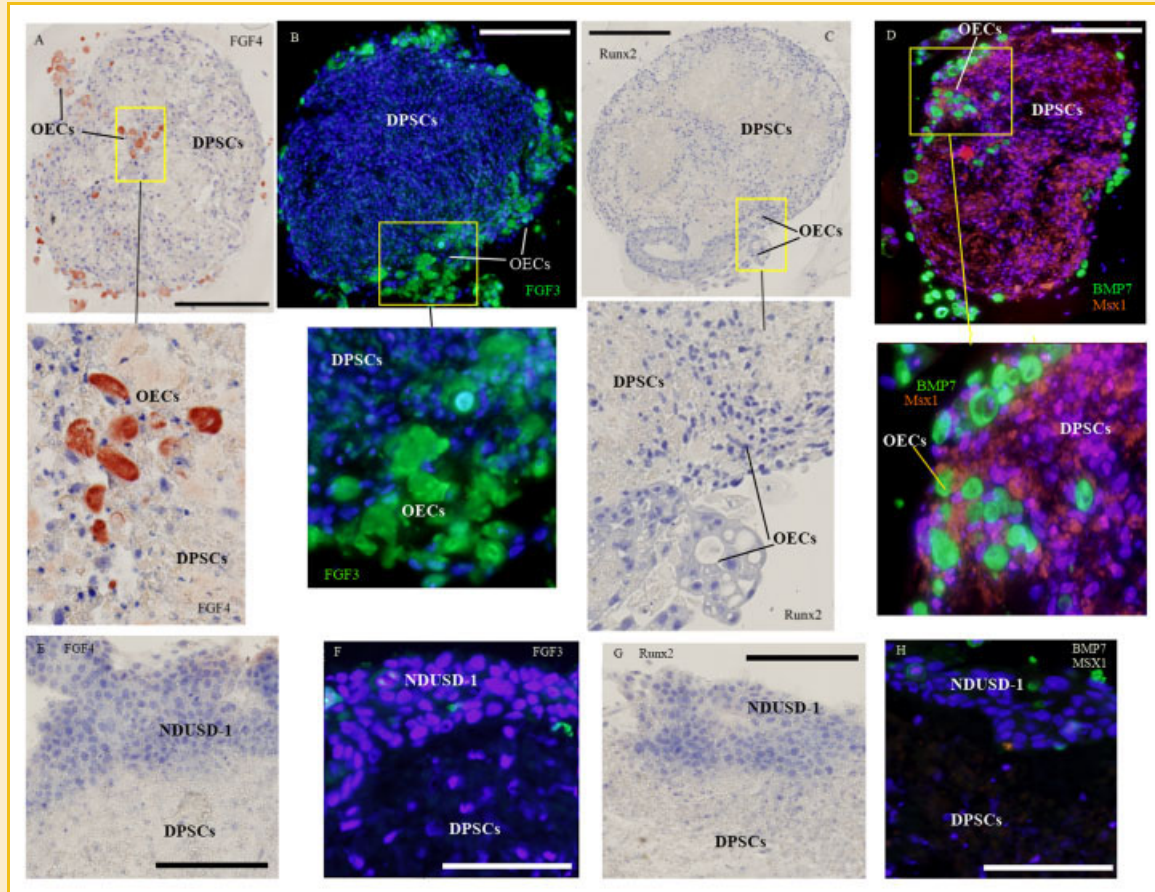 A
FGF4
OECs
DPSCs
B
DPSCs
OECs
FGF3
Runx2
C
DPSCs
OECs
D
OECs
DPSCs
BMP7
Msx1
OECs
DPSCs
FGF4
DPSCs
OECs
FGF3
DPSCs
OECs
Runx2
BMP7
Msx1
DPSCs
OECs
E FGF4
NDUSD-1
DPSCs
F FGF3
NDUSD-1
DPSCs
G Runx2
NDUSD-1
DPSCs
H BMP7
MSX1
NDUSD-1
DPSCs